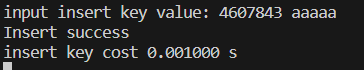 input insert key value: 4607843 aaaaa
Insert success
insert key cost 0.001000 s